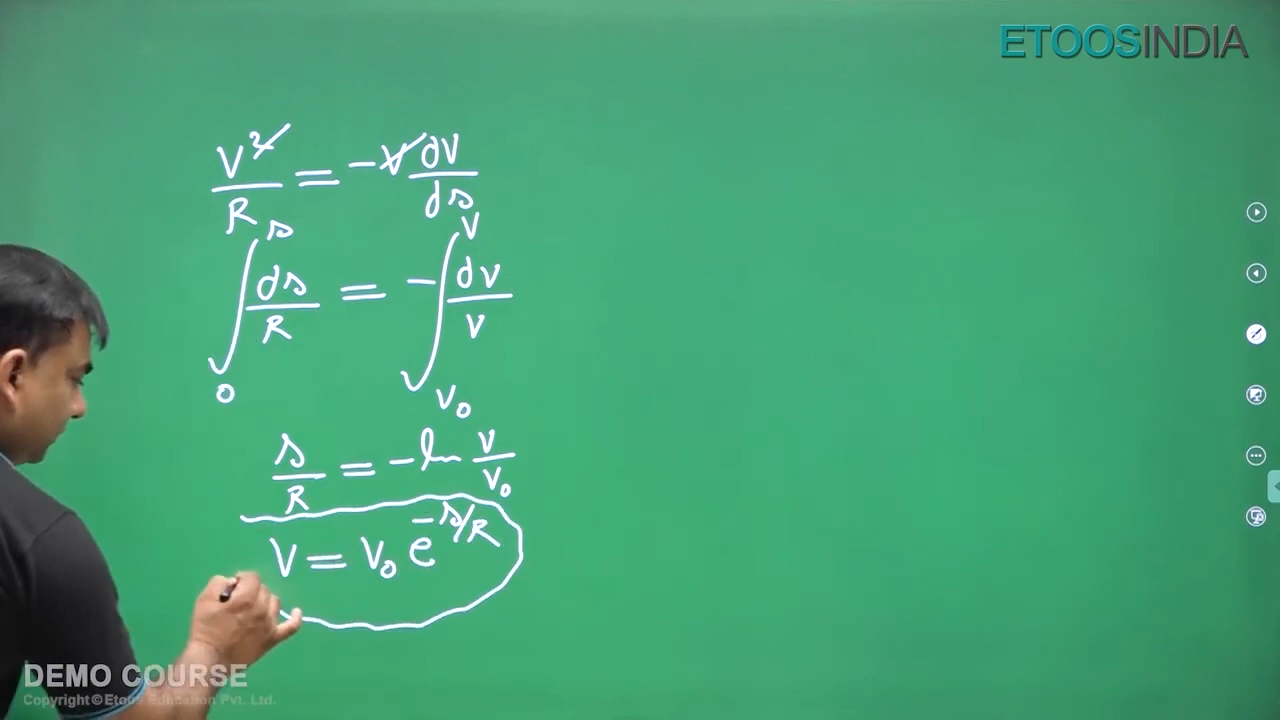 ETOOSINDIA
V²/R = -V dV/ds
∫₀ˢ ds/R = -∫_{V₀}^{V} dV/V
s/R = -ln V/V₀
V = V₀ e^{-s/R}
DEMO COURSE
Copyright © Etoos Education Pvt. Ltd.